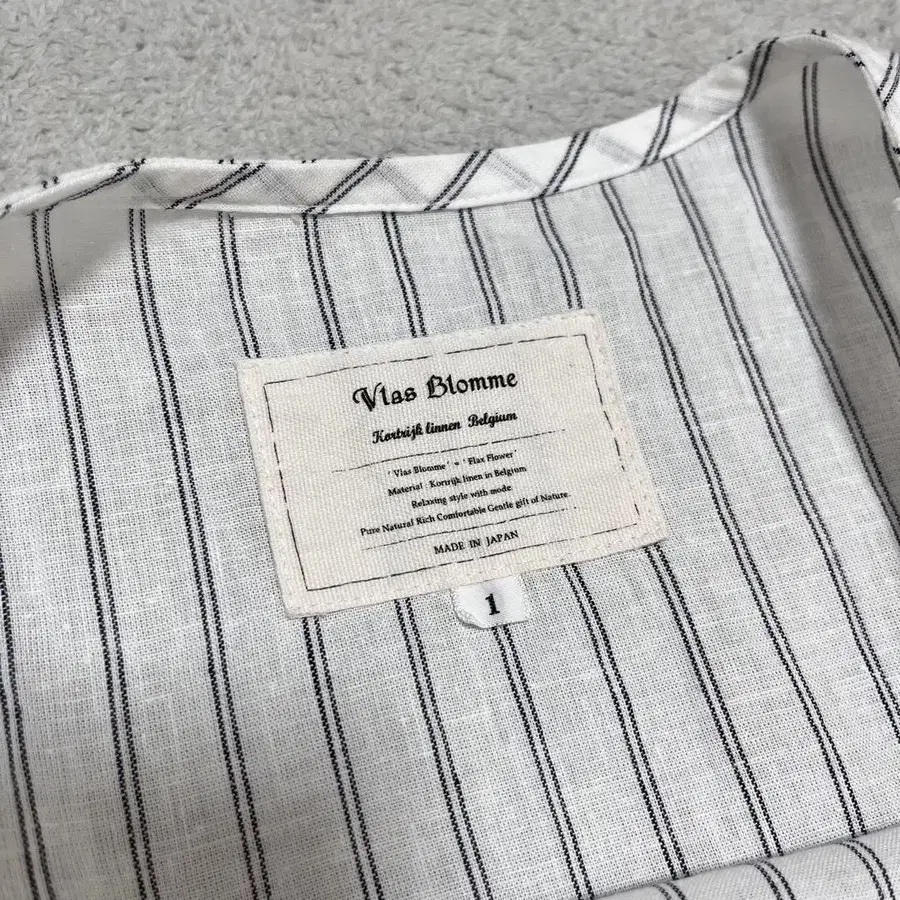 Vlas Blomme
Kortrijk linnen Belgium
'Vlas Blomme' = 'Flax Flower'
Material Kortrijk linen in Belgium
Relaxing style with mode
Pure Natural Rich Comfortable Gentle gift of Nature
MADE IN JAPAN
1